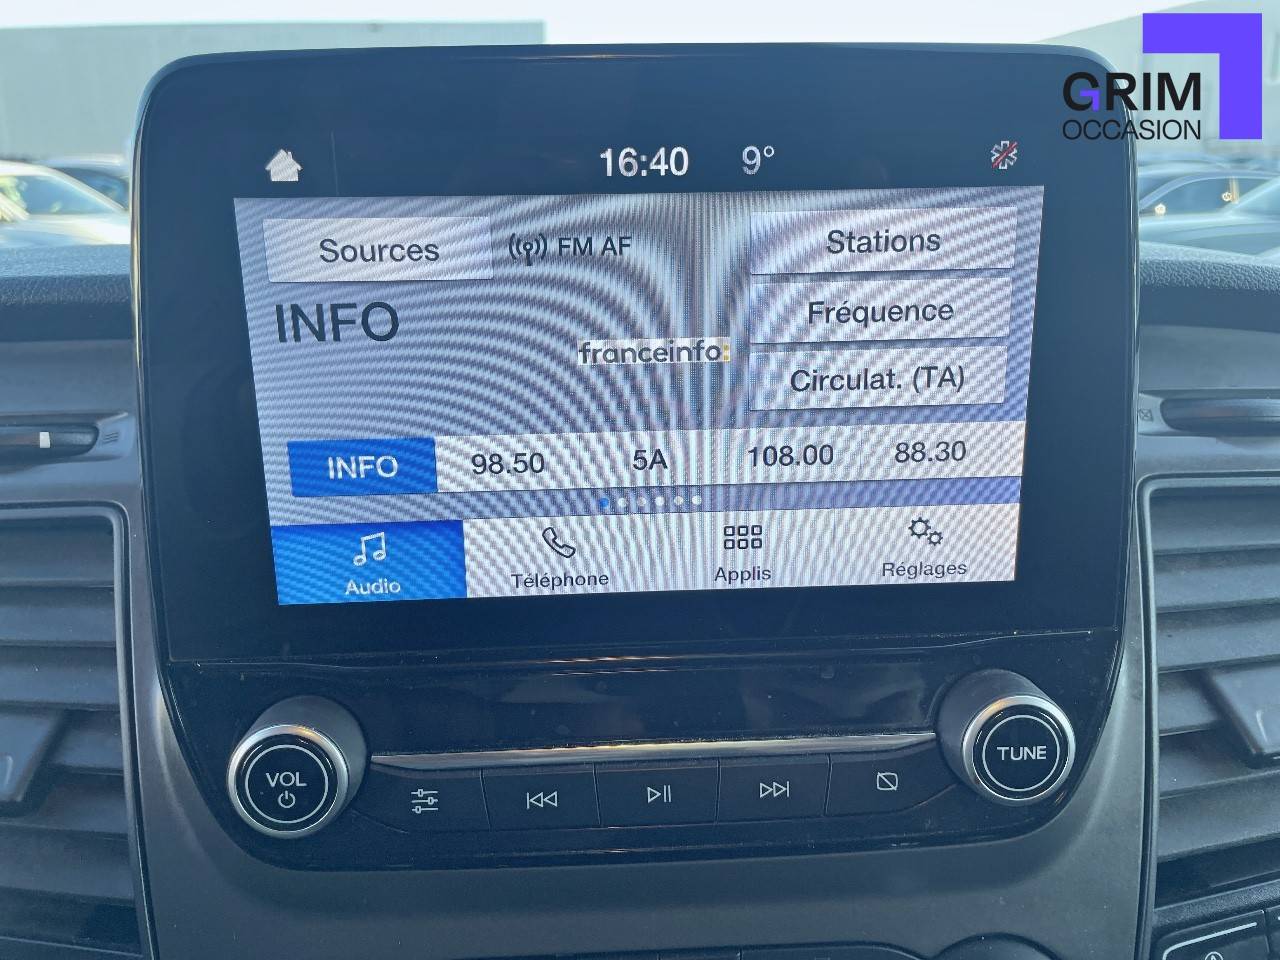 GRIM
OCCASION
16:40 9°
Sources FM AF Stations
INFO
Fréquence
franceinfo:
Circulat. (TA)
INFO 98.50 5A 108.00 88.30
Audio Téléphone Applis Réglages
VOL TUNE